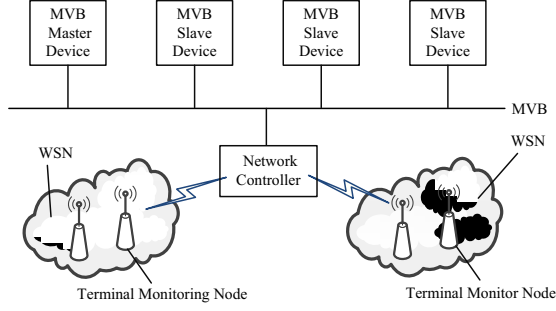 MVB
Master
Device
MVB
Slave
Device
MVB
Slave
Device
MVB
Slave
Device
MVB
WSN
Network
Controller
WSN
Terminal Monitoring Node
Terminal Monitor Node